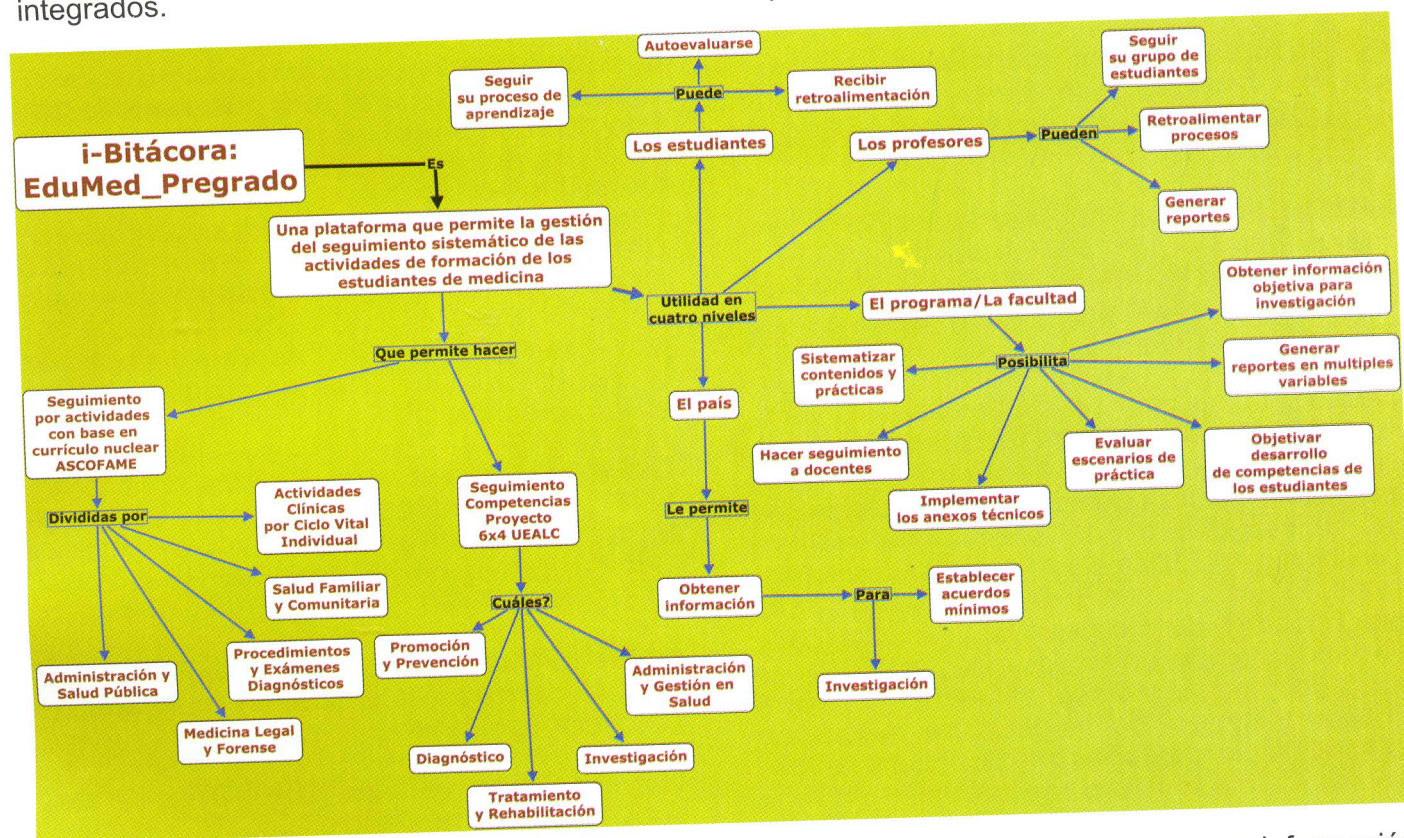 integrados.
Autoevaluarse
Seguir
su proceso de
aprendizaje
Puede
Recibir
retroalimentación
Los estudiantes
Seguir
su grupo de
estudiantes
Los profesores
Pueden
Retroalimentar
procesos
Generar
reportes
i-Bitácora:
EduMed_Pregrado
Es
Una plataforma que permite la gestión
del seguimiento sistemático de las
actividades de formación de los
estudiantes de medicina
Utilidad en
cuatro niveles
El programa/La facultad
Obtener información
objetiva para
investigación
Posibilita
Generar
reportes en multiples
variables
Sistematizar
contenidos y
prácticas
Hacer seguimiento
a docentes
Implementar
los anexos técnicos
Evaluar
escenarios de
práctica
Objetivar
desarrollo
de competencias de
los estudiantes
Que permite hacer
El país
Le permite
Obtener
información
Para
Establecer
acuerdos
mínimos
Investigación
Seguimiento
por actividades
con base en
currículo nuclear
ASCOFAME
Divididas por
Actividades
Clínicas
por Ciclo Vital
Individual
Salud Familiar
y Comunitaria
Procedimientos
y Exámenes
Diagnósticos
Administración y
Salud Pública
Medicina Legal
y Forense
Seguimiento
Competencias
Proyecto
6x4 UEALC
Cuáles?
Promoción
y Prevención
Administración
y Gestión en
Salud
Diagnóstico
Investigación
Tratamiento
y Rehabilitación